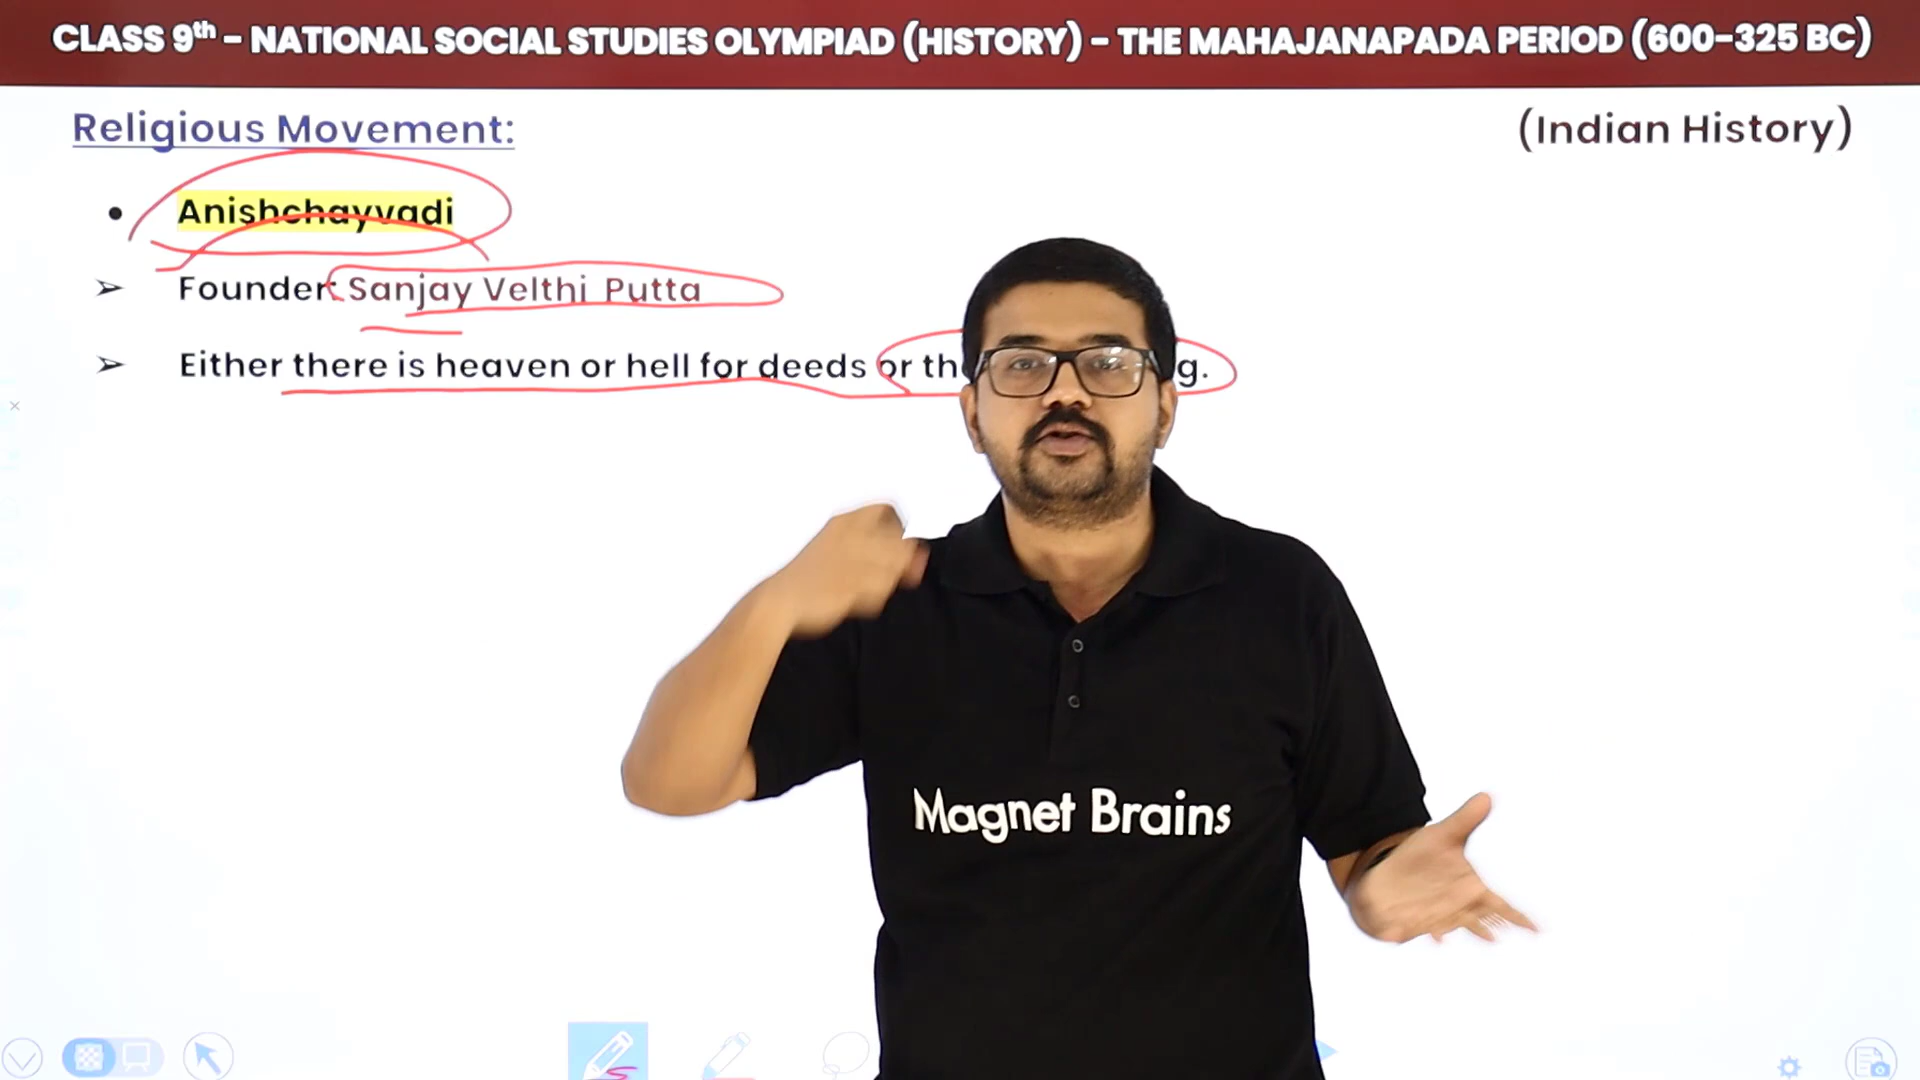 CLASS 9th - NATIONAL SOCIAL STUDIES OLYMPIAD (HISTORY) - THE MAHAJANAPADA PERIOD (600-325 BC)
Religious Movement:
(Indian History)
• Anishchayvadi
➢ Founder: Sanjay Velthi Putta
➢ Either there is heaven or hell for deeds or th g.
Magnet Brains